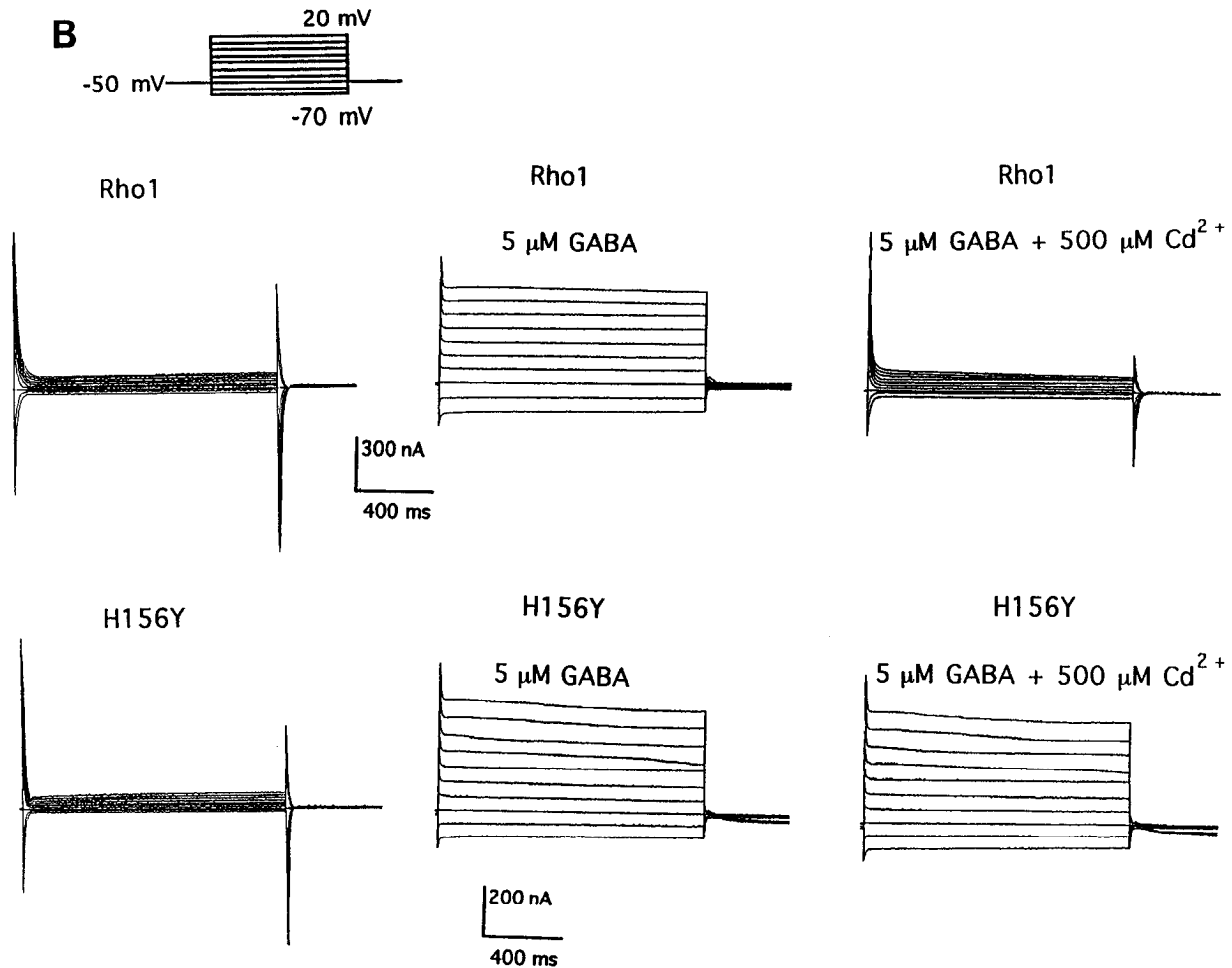 B
20 mV
-50 mV
-70 mV
Rho1
Rho1
5 μM GABA
Rho1
5 μM GABA + 500 μM Cd²⁺
300 nA
400 ms
H156Y
H156Y
5 μM GABA
H156Y
5 μM GABA + 500 μM Cd²⁺
200 nA
400 ms